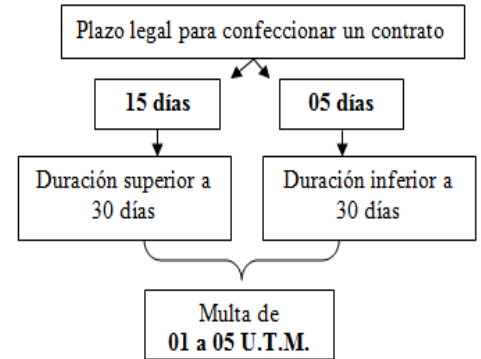 Plazo legal para confeccionar un contrato
15 días
05 días
Duración superior a
30 días
Duración inferior a
30 días
Multa de
01 a 05 U.T.M.